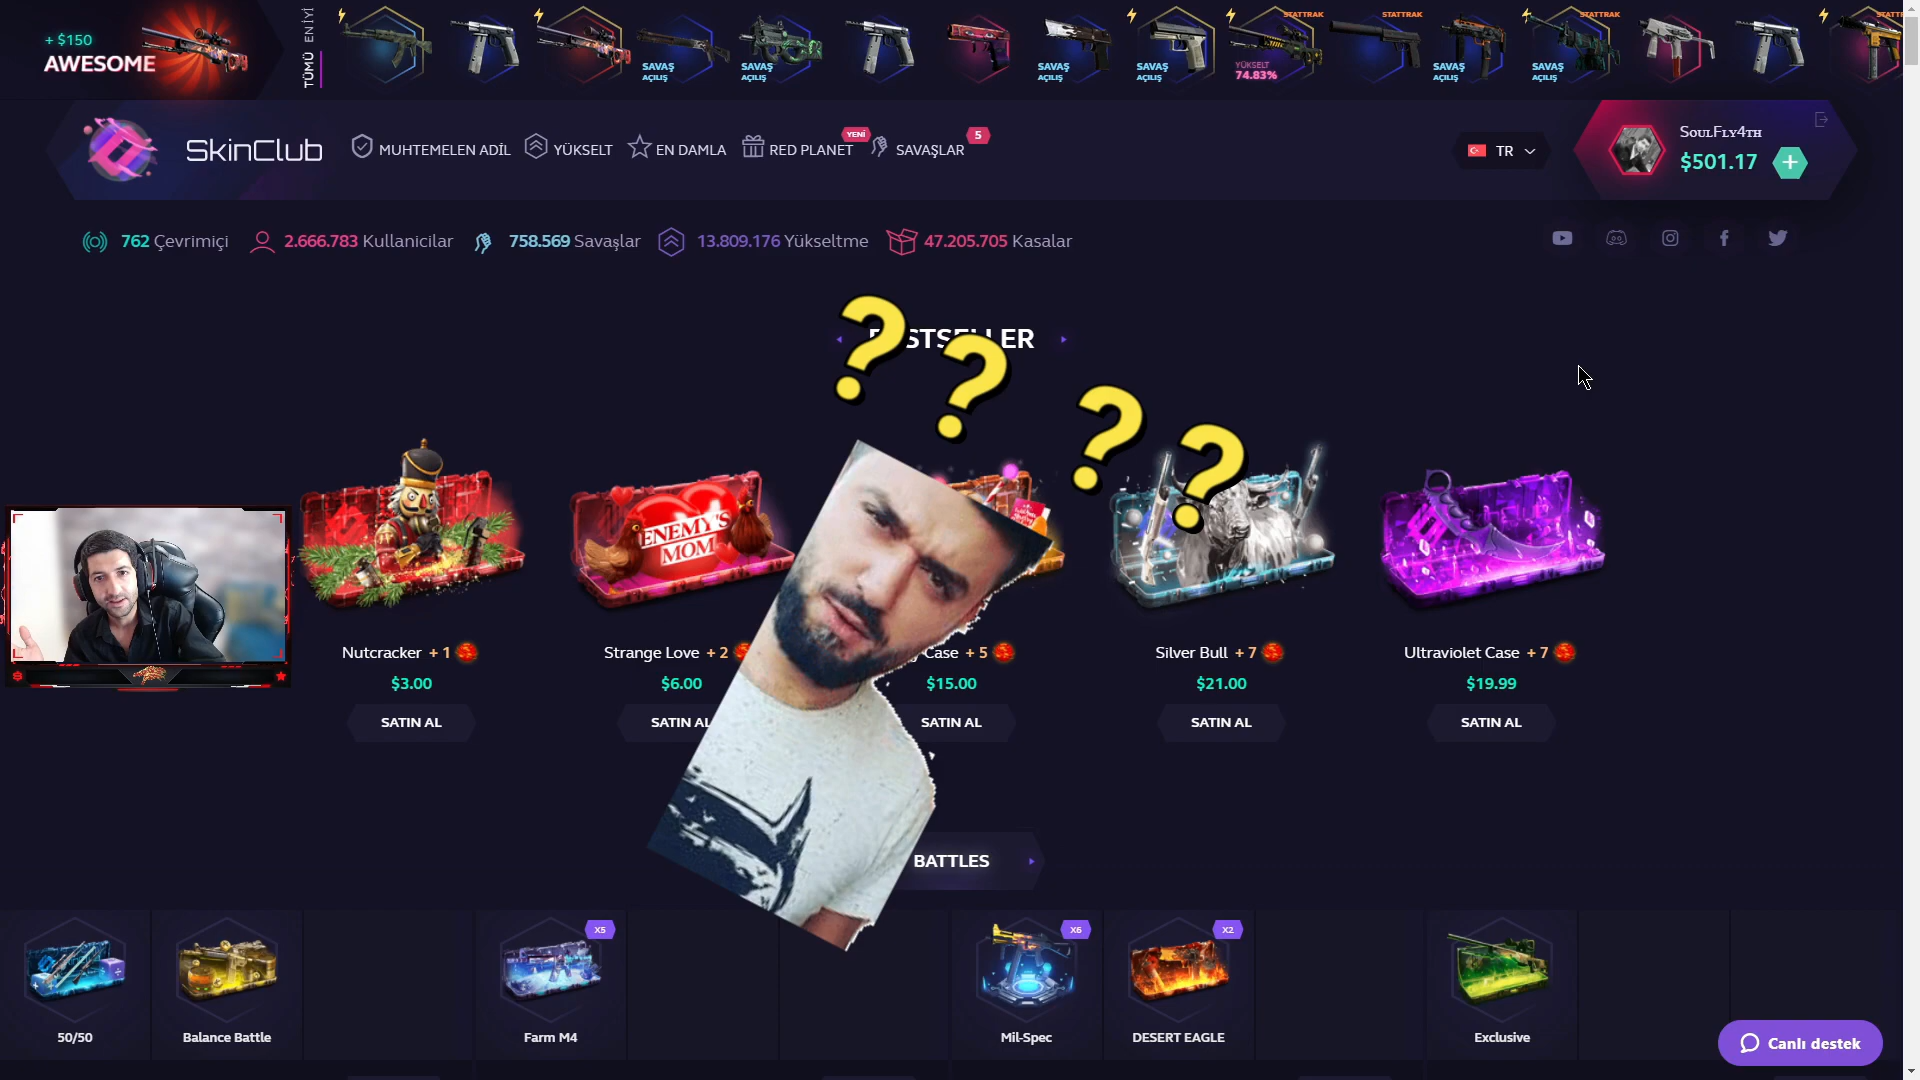 + $150
AWESOME
TÜMÜ EN İYİ
SAVAŞ
AÇILIŞ
SAVAŞ
AÇILIŞ
SAVAŞ
AÇILIŞ
SAVAŞ
AÇILIŞ
STATTRAK
YÜKSELT
74.83%
STATTRAK
SAVAŞ
AÇILIŞ
STATTRAK
SAVAŞ
AÇILIŞ
SkinClub
MUHTEMELEN ADİL
YÜKSELT
EN DAMLA
RED PLANET
YENİ
SAVAŞLAR
5
TR
SoulFly4th
$501.17
762 Çevrimiçi
2.666.783 Kullanicilar
758.569 Savaşlar
13.809.176 Yükseltme
47.205.705 Kasalar
? ? ? ?
ENEMY'S
MOM
Nutcracker + 1
Strange Love + 2
Case + 5
Silver Bull + 7
Ultraviolet Case + 7
$3.00
$6.00
$15.00
$21.00
$19.99
SATIN AL
SATIN AL
SATIN AL
SATIN AL
SATIN AL
BATTLES
X5
X6
X2
50/50
Balance Battle
Farm M4
Mil-Spec
DESERT EAGLE
Exclusive
Canlı destek